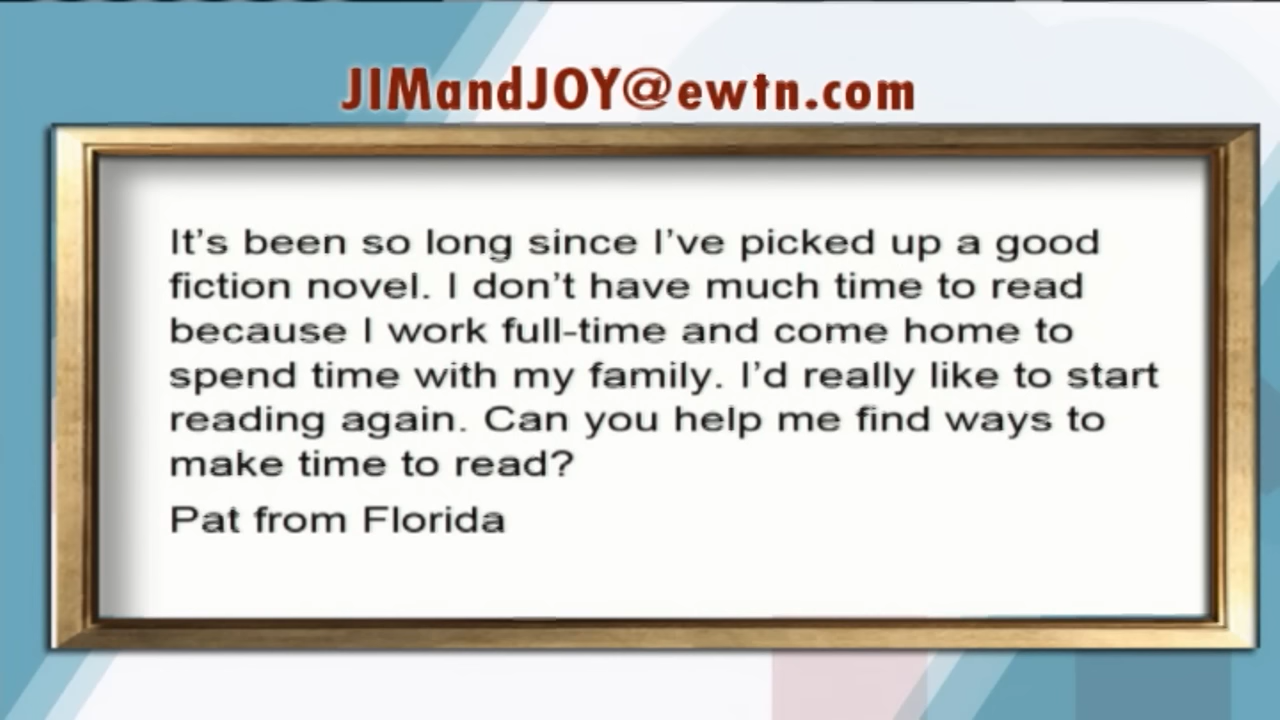 JIMandJOY@ewtn.com
It's been so long since I've picked up a good
fiction novel. I don't have much time to read
because I work full-time and come home to
spend time with my family. I'd really like to start
reading again. Can you help me find ways to
make time to read?
Pat from Florida